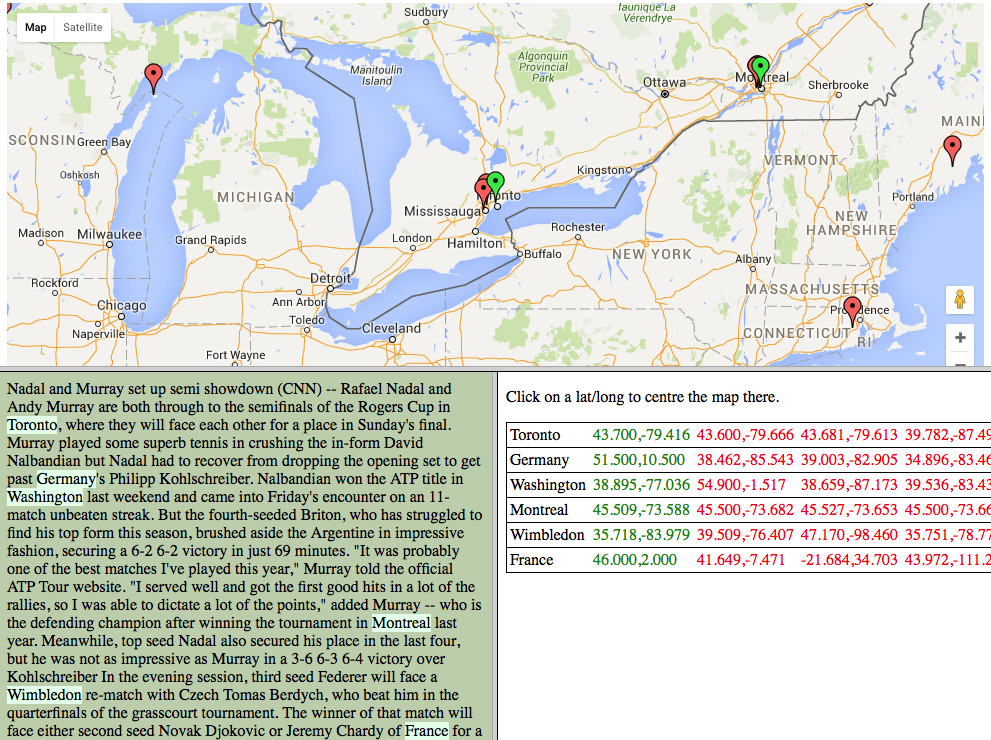 Map Satellite
Sudbury
faunique La
Vérendrye
Manitoulin
Island
Algonquin
Provincial
Park
Ottawa
Montreal
Sherbrooke
MAIN
SCONSIN
Green Bay
Oshkosh
Kingston
VERMONT
MICHIGAN
Toronto
Portland
Mississauga
NEW
HAMPSHIRE
Madison
Milwaukee
Grand Rapids
London
Hamilton
Rochester
Buffalo
NEW YORK
Albany
Rockford
Detroit
MASSACHUSETTS
Chicago
Ann Arbor
Providence
Naperville
Toledo
Cleveland
CONNECTICUT
RI
Fort Wayne
Nadal and Murray set up semi showdown (CNN) -- Rafael Nadal and
Andy Murray are both through to the semifinals of the Rogers Cup in
Toronto, where they will face each other for a place in Sunday's final.
Murray played some superb tennis in crushing the in-form David
Nalbandian but Nadal had to recover from dropping the opening set to get
past Germany's Philipp Kohlschreiber. Nalbandian won the ATP title in
Washington last weekend and came into Friday's encounter on an 11-
match unbeaten streak. But the fourth-seeded Briton, who has struggled to
find his top form this season, brushed aside the Argentine in impressive
fashion, securing a 6-2 6-2 victory in just 69 minutes. "It was probably
one of the best matches I've played this year," Murray told the official
ATP Tour website. "I served well and got the first good hits in a lot of the
rallies, so I was able to dictate a lot of the points," added Murray -- who is
the defending champion after winning the tournament in Montreal last
year. Meanwhile, top seed Nadal also secured his place in the last four,
but he was not as impressive as Murray in a 3-6 6-3 6-4 victory over
Kohlschreiber In the evening session, third seed Federer will face a
Wimbledon re-match with Czech Tomas Berdych, who beat him in the
quarterfinals of the grasscourt tournament. The winner of that match will
face either second seed Novak Djokovic or Jeremy Chardy of France for a
Click on a lat/long to centre the map there.
Toronto 43.700,-79.416 43.600,-79.666 43.681,-79.613 39.782,-87.49
Germany 51.500,10.500 38.462,-85.543 39.003,-82.905 34.896,-83.46
Washington 38.895,-77.036 54.900,-1.517 38.659,-87.173 39.536,-83.43
Montreal 45.509,-73.588 45.500,-73.682 45.527,-73.653 45.500,-73.66
Wimbledon 35.718,-83.979 39.509,-76.407 47.170,-98.460 35.751,-78.77
France 46.000,2.000 41.649,-7.471 -21.684,34.703 43.972,-111.2